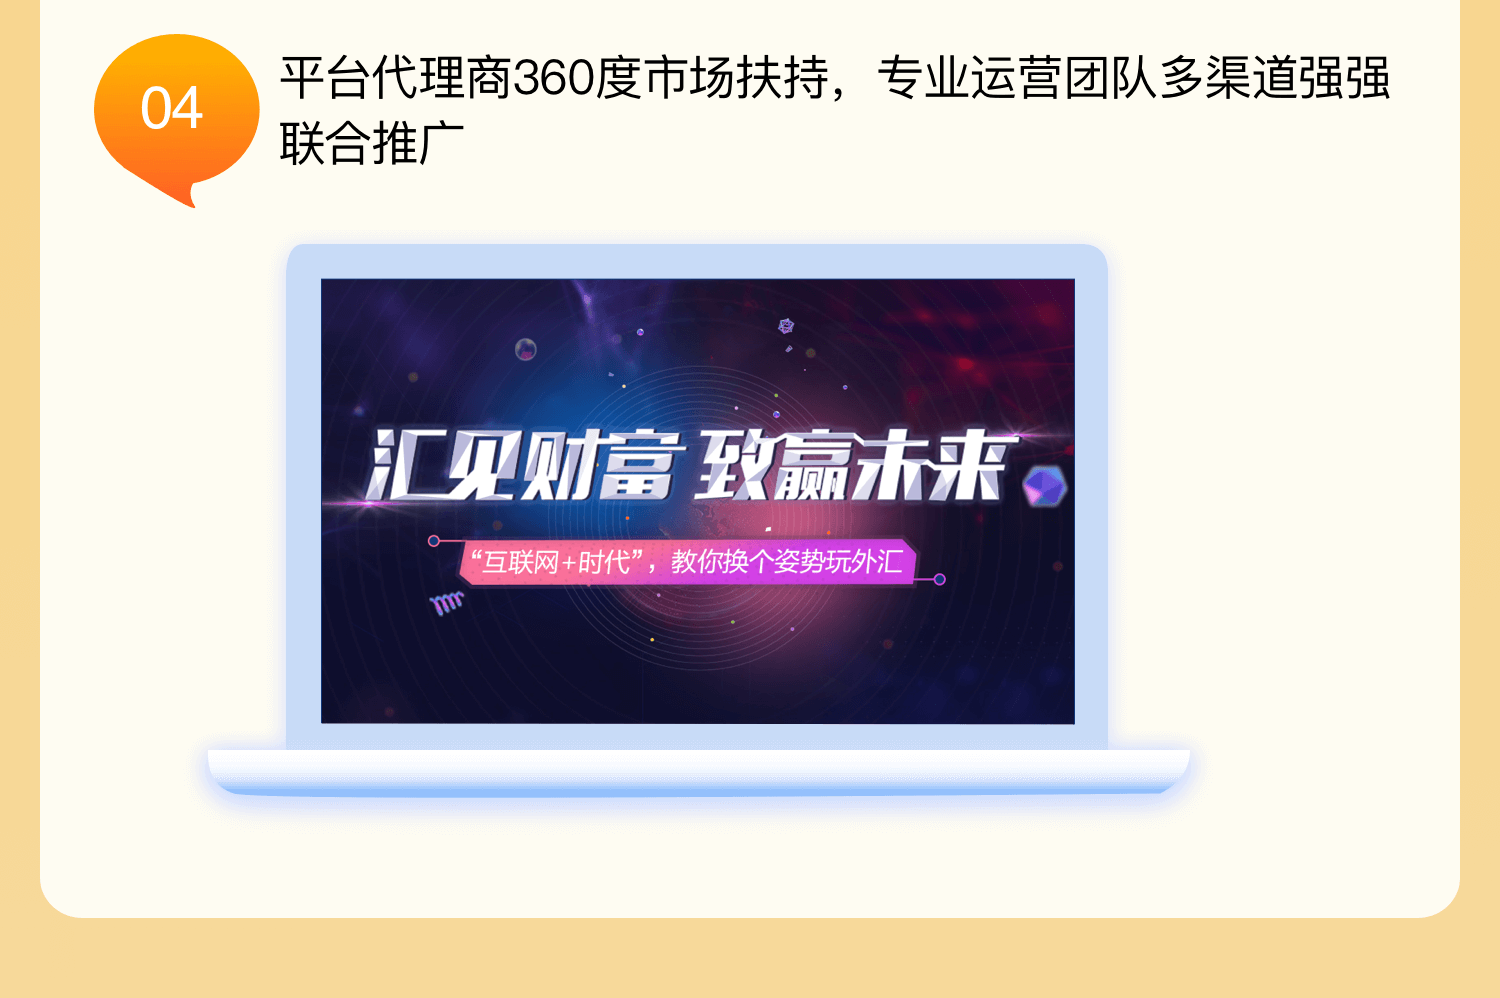 04
平台代理商360度市场扶持，专业运营团队多渠道强强
联合推广
汇见财富 致赢未来
“互联网+时代”，教你换个姿势玩外汇